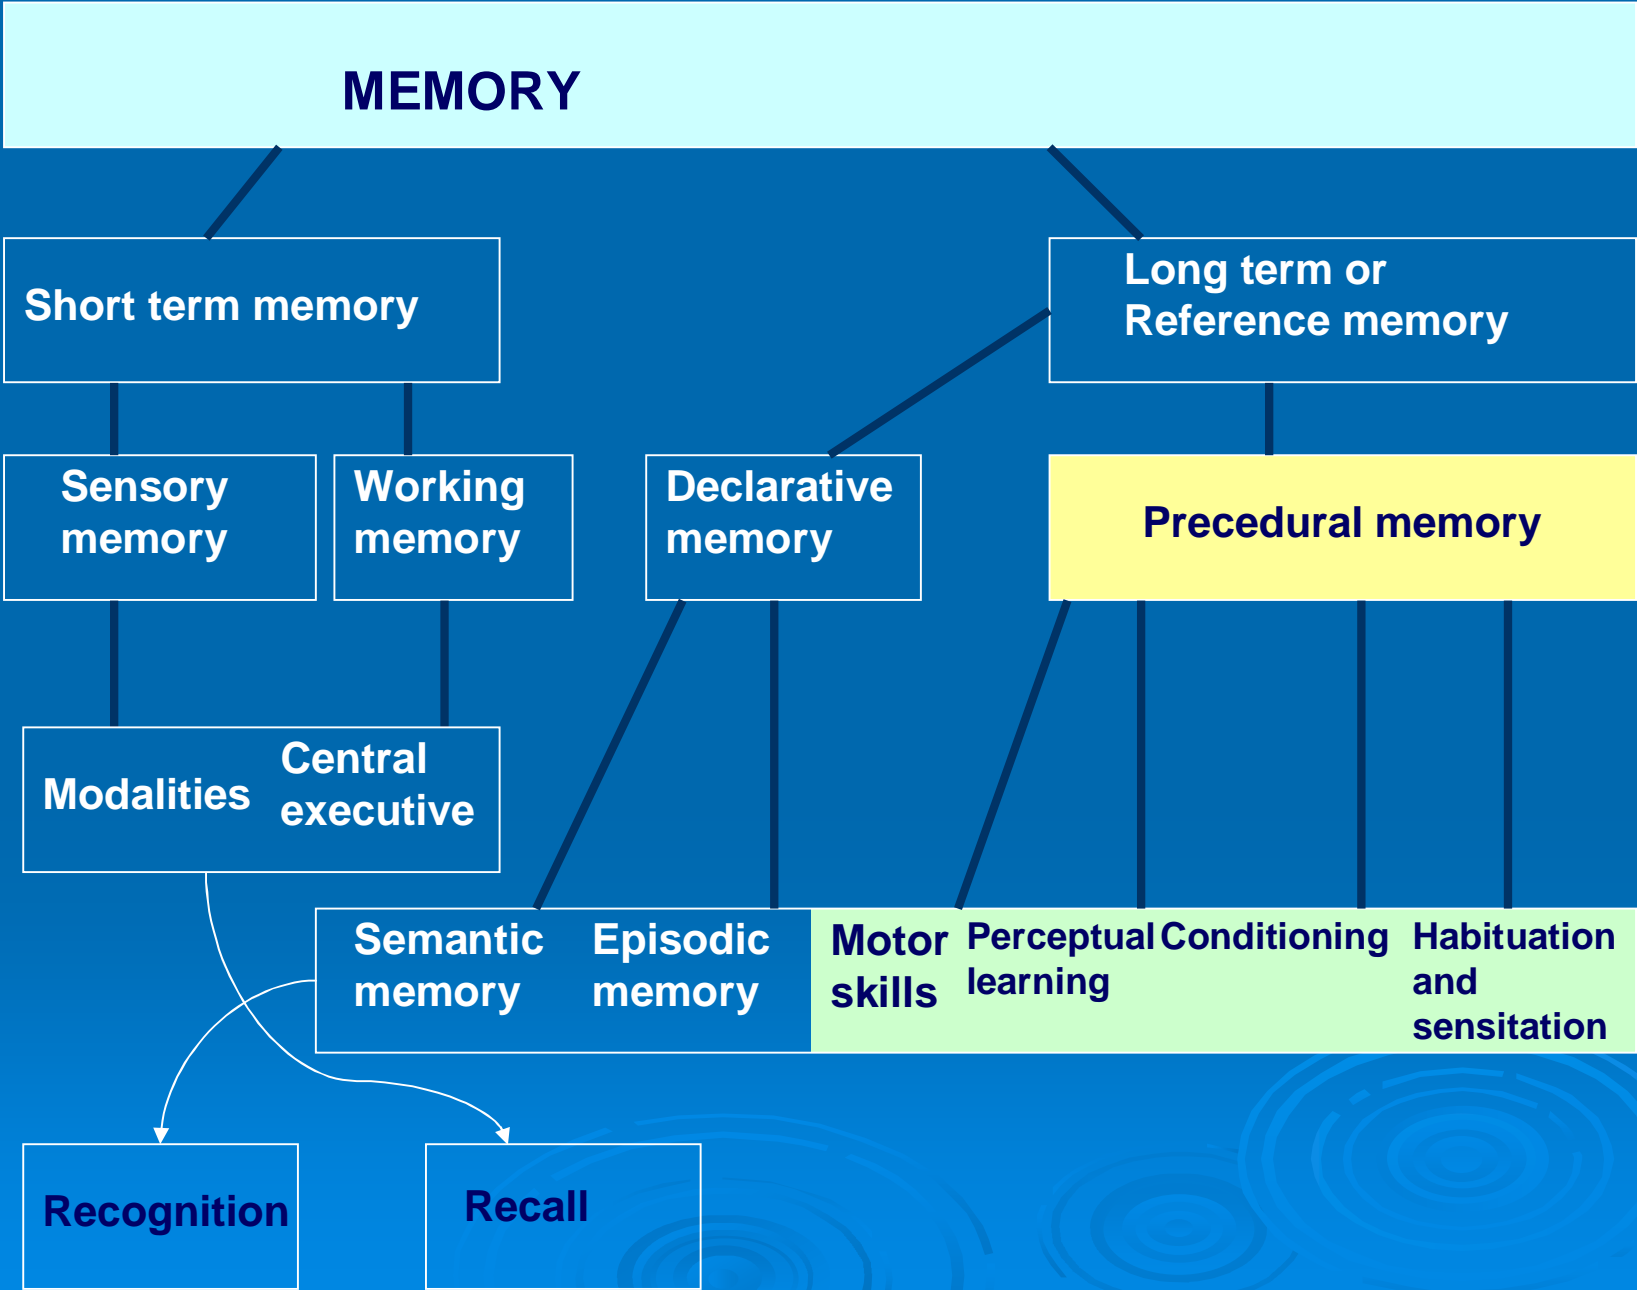 MEMORY
Short term memory
Long term or
Reference memory
Sensory
memory
Working
memory
Declarative
memory
Precedural memory
Modalities
Central
executive
Semantic
memory
Episodic
memory
Motor
skills
Perceptual
learning
Conditioning
Habituation
and
sensitation
Recognition
Recall